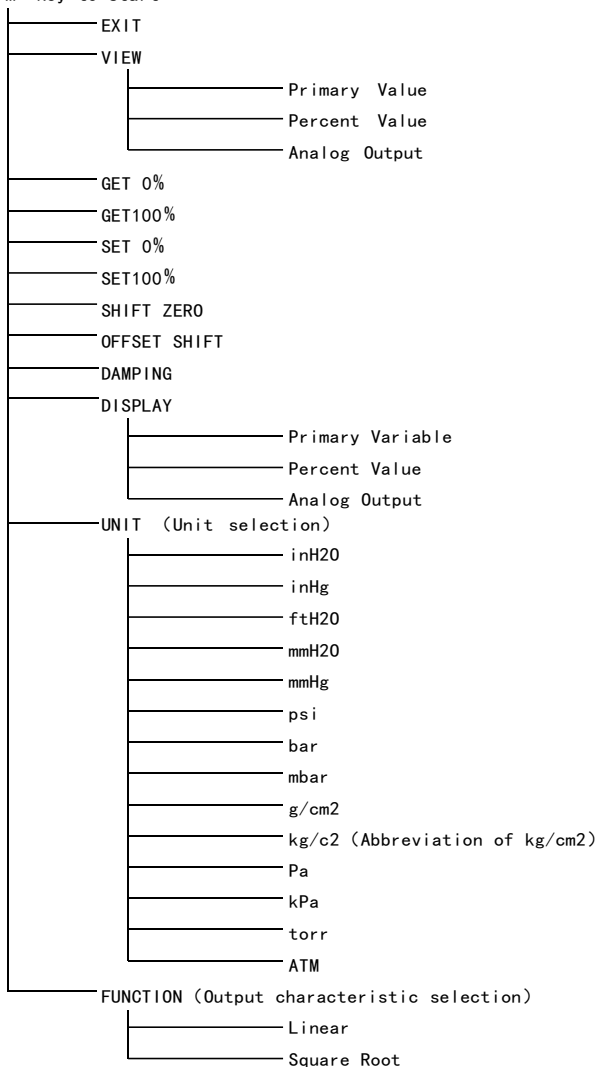 EXIT
VIEW
Primary Value
Percent Value
Analog Output
GET 0%
GET100%
SET 0%
SET100%
SHIFT ZERO
OFFSET SHIFT
DAMPING
DISPLAY
Primary Variable
Percent Value
Analog Output
UNIT （Unit selection）
inH2O
inHg
ftH2O
mmH2O
mmHg
psi
bar
mbar
g/cm2
kg/c2（Abbreviation of kg/cm2）
Pa
kPa
torr
ATM
FUNCTION（Output characteristic selection）
Linear
Square Root